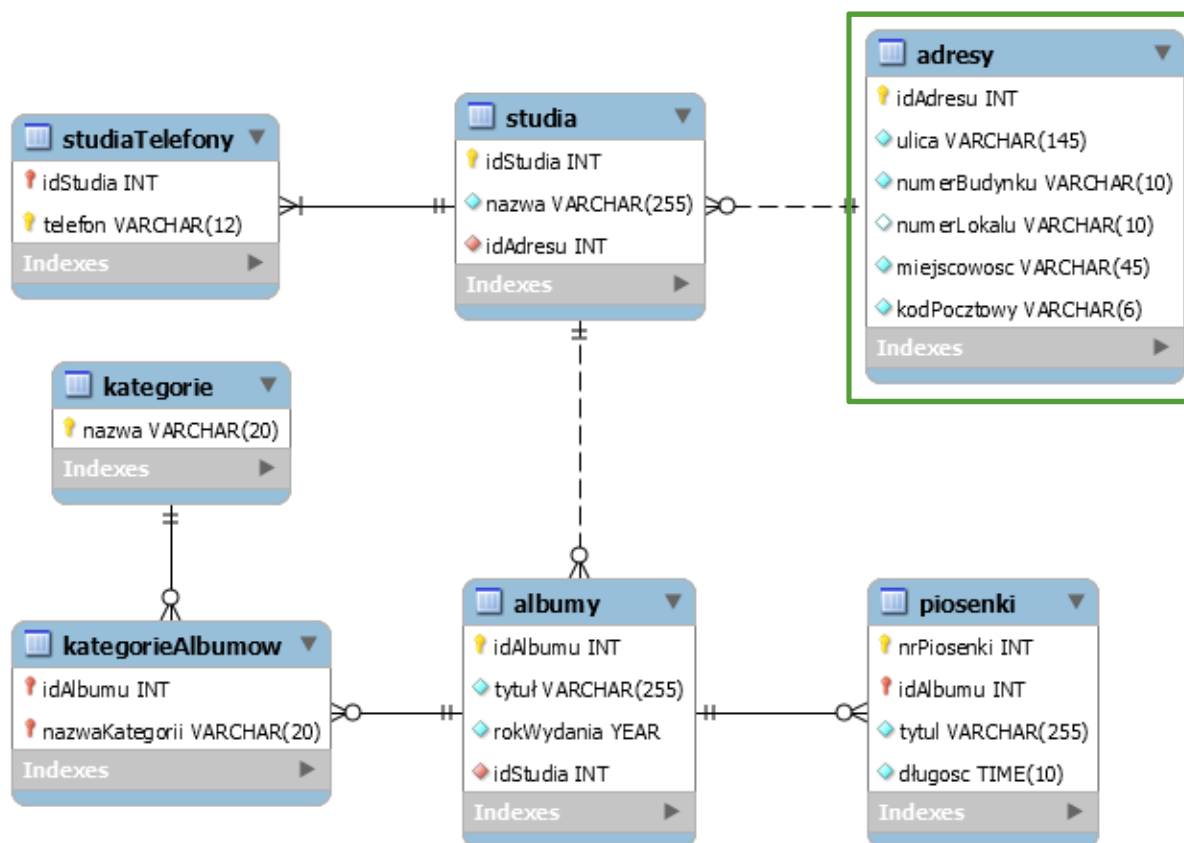 studiaTelefony
idStudia INT
telefon VARCHAR(12)
Indexes
studia
idStudia INT
nazwa VARCHAR(255)
idAdresu INT
Indexes
adresy
idAdresu INT
ulica VARCHAR(145)
numerBudynku VARCHAR(10)
numerLokalu VARCHAR(10)
miejscowosc VARCHAR(45)
kodPocztowy VARCHAR(6)
Indexes
kategorie
nazwa VARCHAR(20)
Indexes
kategorieAlbumow
idAlbumu INT
nazwaKategorii VARCHAR(20)
Indexes
albumy
idAlbumu INT
tytuł VARCHAR(255)
rokWydania YEAR
idStudia INT
Indexes
piosenki
nrPiosenki INT
idAlbumu INT
tytul VARCHAR(255)
długosc TIME(10)
Indexes